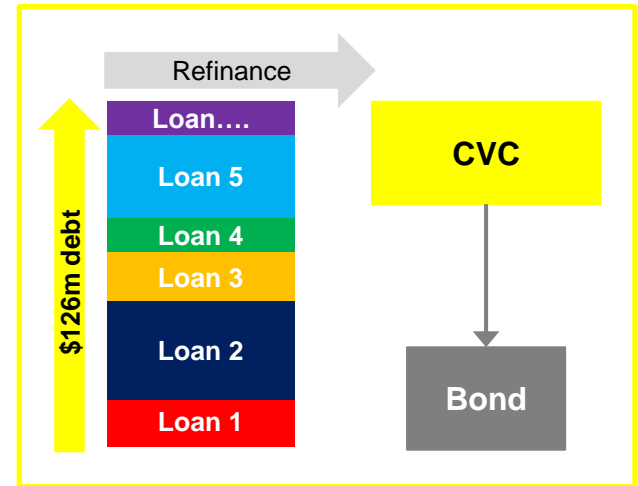 Refinance
$126m debt
Loan….
Loan 5
Loan 4
Loan 3
Loan 2
Loan 1
CVC
Bond